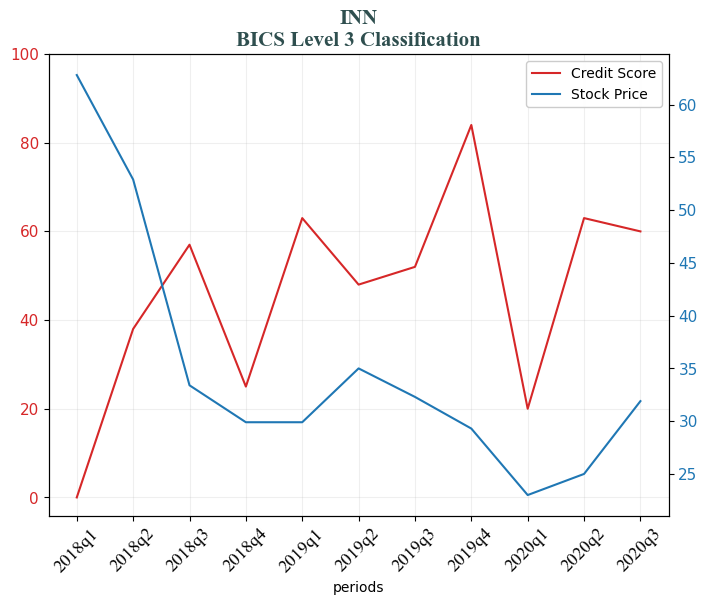 INN
BICS Level 3 Classification
Credit Score
Stock Price
100
80
60
40
20
0
60
55
50
45
40
35
30
25
2018q1 2018q2 2018q3 2018q4 2019q1 2019q2 2019q3 2019q4 2020q1 2020q2 2020q3
periods